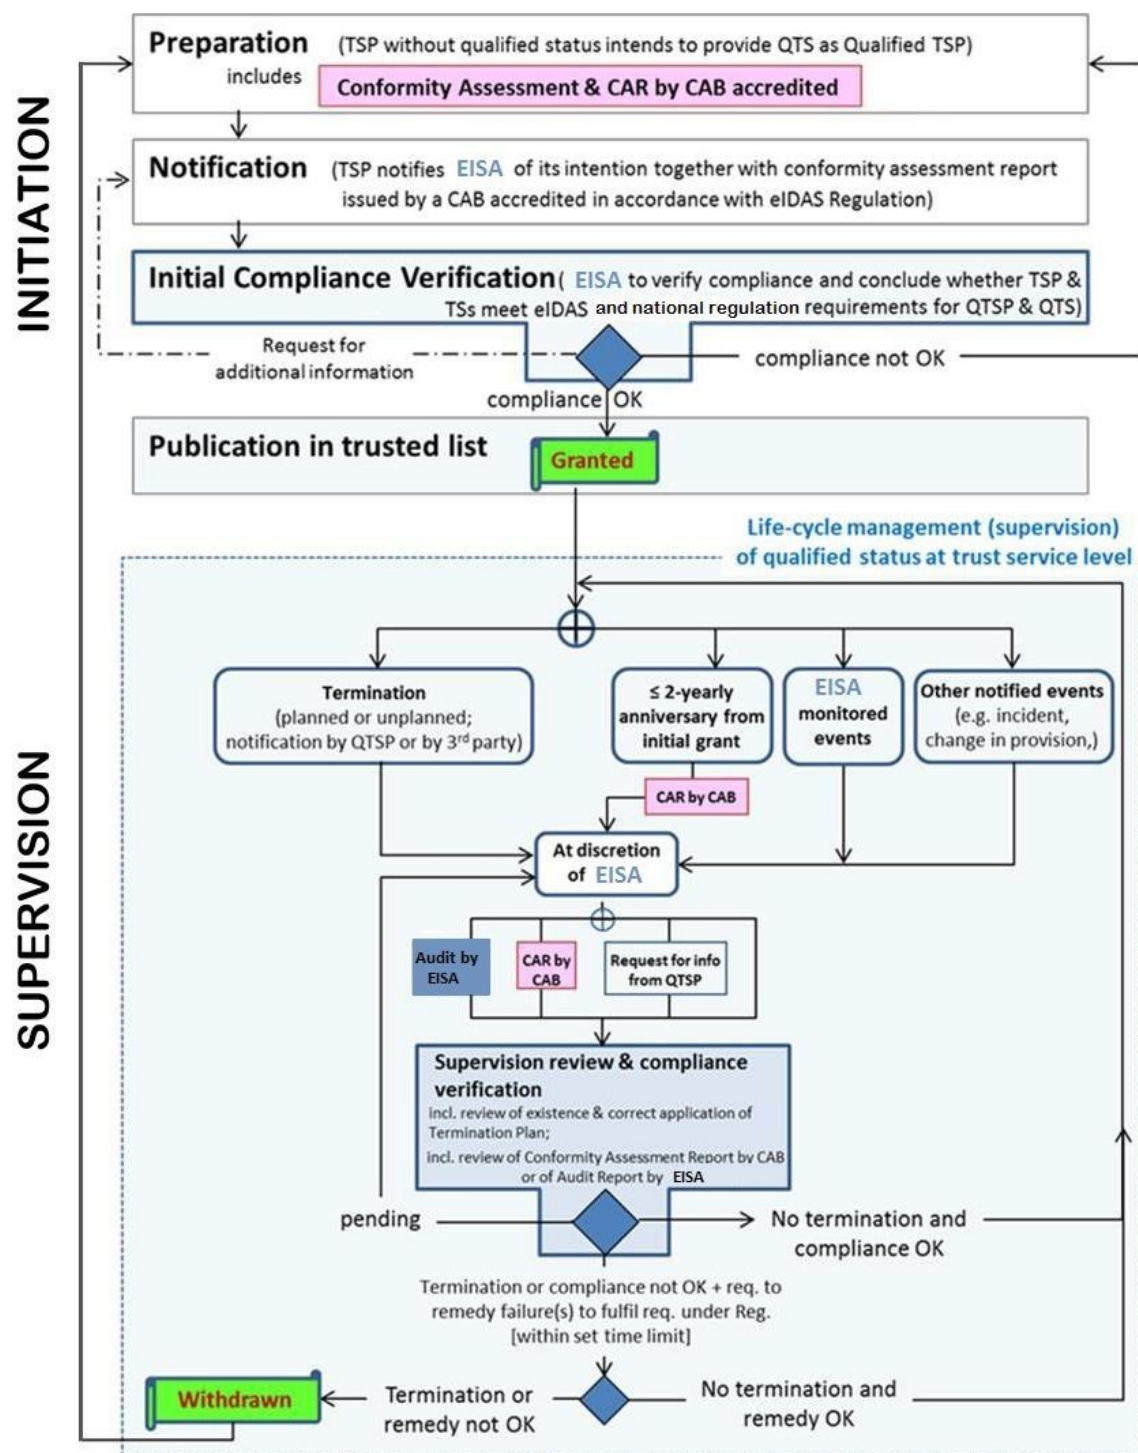 INITIATION
Preparation (TSP without qualified status intends to provide QTS as Qualified TSP)
includes
Conformity Assessment & CAR by CAB accredited
Notification (TSP notifies EISA of its intention together with conformity assessment report
issued by a CAB accredited in accordance with eIDAS Regulation)
Initial Compliance Verification ( EISA to verify compliance and conclude whether TSP &
TSs meet eIDAS and national regulation requirements for QTSP & QTS)
Request for
additional information
compliance not OK
compliance OK
Publication in trusted list
Granted
SUPERVISION
Life-cycle management (supervision)
of qualified status at trust service level
Termination
(planned or unplanned;
notification by QTSP or by 3rd party)
≤ 2-yearly
anniversary from
initial grant
EISA
monitored
events
Other notified events
(e.g. incident,
change in provision,)
CAR by CAB
At discretion
of EISA
Audit by
EISA
CAR by
CAB
Request for info
from QTSP
Supervision review & compliance
verification
incl. review of existence & correct application of
Termination Plan;
incl. review of Conformity Assessment Report by CAB
or of Audit Report by EISA
pending
No termination and
compliance OK
Termination or compliance not OK + req. to
remedy failure(s) to fulfil req. under Reg.
[within set time limit]
Withdrawn
Termination or
remedy not OK
No termination and
remedy OK